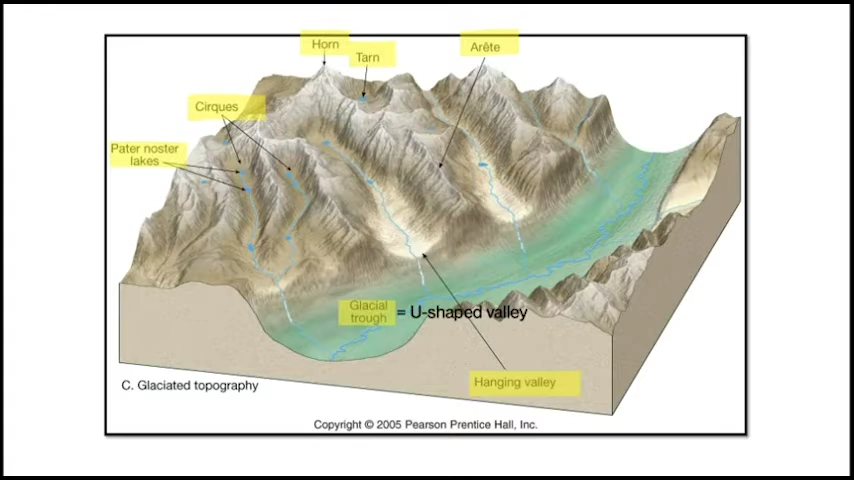 Horn
Tarn
Arête
Cirques
Pater noster
lakes
Glacial
trough
= U-shaped valley
Hanging valley
C. Glaciated topography
Copyright © 2005 Pearson Prentice Hall, Inc.